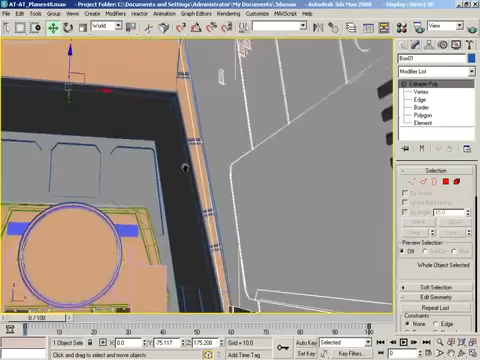 AT-AT_Planes48.max - Project Folder: C:\Documents and Settings\Administrator\My Documents\3dsmax - Autodesk 3ds Max 2008 - Display : Direct 3D
File Edit Tools Group Views Create Modifiers Animation Graph Editors Rendering Customize MAXScript Help
World
View
Box01
Modifier List
Editable Poly
Vertex
Edge
Border
Polygon
Element
Selection
By Vertex
Ignore Backfacing
By Angle: 45.0
Shrink Grow
Ring Loop
Preview Selection
Off SubObj Multi
Whole Object Selected
Soft Selection
Edit Geometry
Repeat Last
Constraints
None Edge
0 / 100
0 10 20 30 40 50 60 70 80 90 100
1 Object Selec X: 0.0 Y: -75.117 Z: 175.208 Grid = 10.0
Click and drag to select and move objects
Add Time Tag
Auto Key Selected
Set Key Key Filters...
0